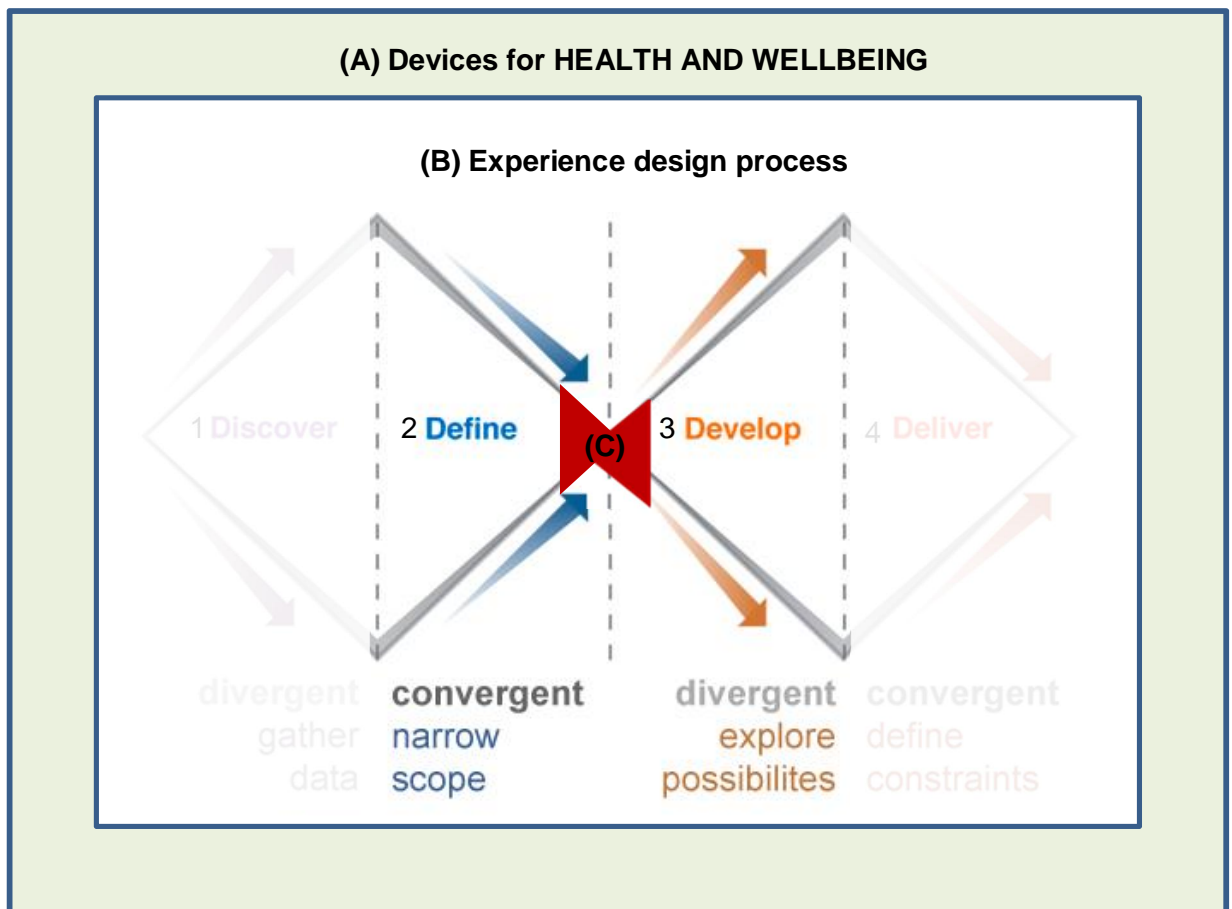 (A) Devices for HEALTH AND WELLBEING
(B) Experience design process
1 Discover
2 Define
(C)
3 Develop
4 Deliver
divergent
gather
data
convergent
narrow
scope
divergent
explore
possibilites
convergent
define
constraints